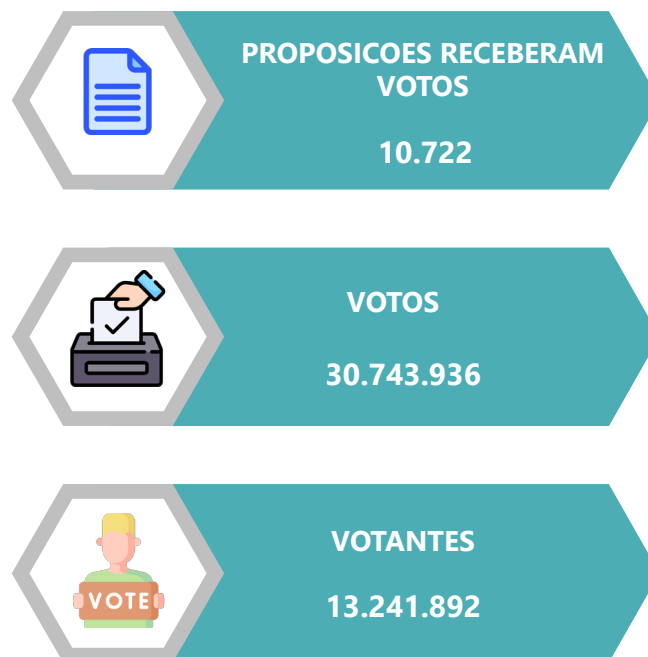 PROPOSICOES RECEBERAM
VOTOS
10.722
VOTOS
30.743.936
VOTANTES
VOTE
13.241.892